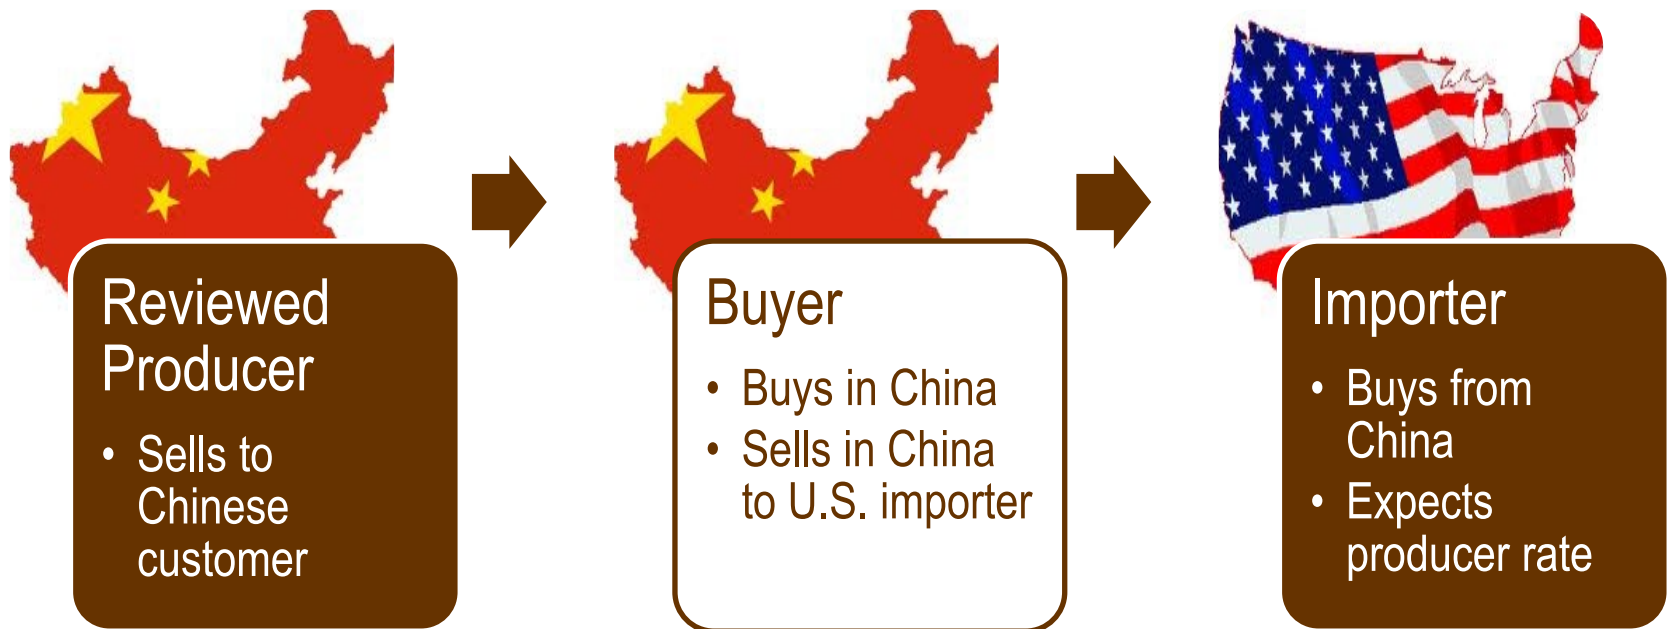 Reviewed
Producer
• Sells to
Chinese
customer
Buyer
• Buys in China
• Sells in China
to U.S. importer
Importer
• Buys from
China
• Expects
producer rate